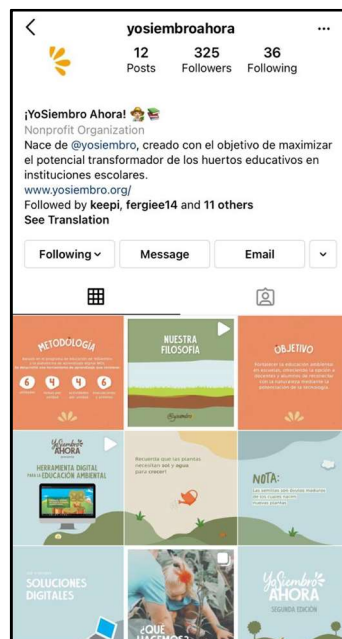 yosiembroahora
12 325 36
Posts Followers Following
¡YoSiembro Ahora!
Nonprofit Organization
Nace de @yosiembro, creado con el objetivo de maximizar
el potencial transformador de los huertos educativos en
instituciones escolares.
www.yosiembro.org/
Followed by keepi, fergiee14 and 11 others
See Translation
Following Message Email
METODOLOGÍA
6 4 4 6
NUESTRA
FILOSOFÍA
@yosiembro
OBJETIVO
YoSiembro
AHORA
HERRAMIENTA DIGITAL
PARA LA EDUCACIÓN AMBIENTAL
Recuerda que las plantas
necesitan sol y agua
para crecer!
NOTA:
SOLUCIONES
DIGITALES
¿QUÉ
HACEMOS?
YoSiembro
AHORA
SEGUNDA EDICIÓN